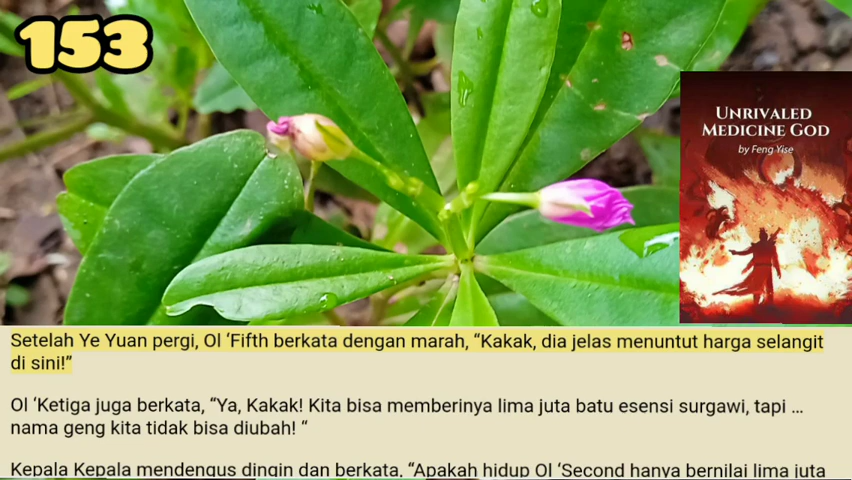 153
UNRIVALED
MEDICINE GOD
by Feng Yise
Setelah Ye Yuan pergi, Ol ‘Fifth berkata dengan marah, “Kakak, dia jelas menuntut harga selangit
di sini!”
Ol ‘Ketiga juga berkata, “Ya, Kakak! Kita bisa memberinya lima juta batu esensi surgawi, tapi …
nama geng kita tidak bisa diubah! “
Kepala Kepala mendengus dingin dan berkata, “Apakah hidup Ol ‘Second hanya bernilai lima juta